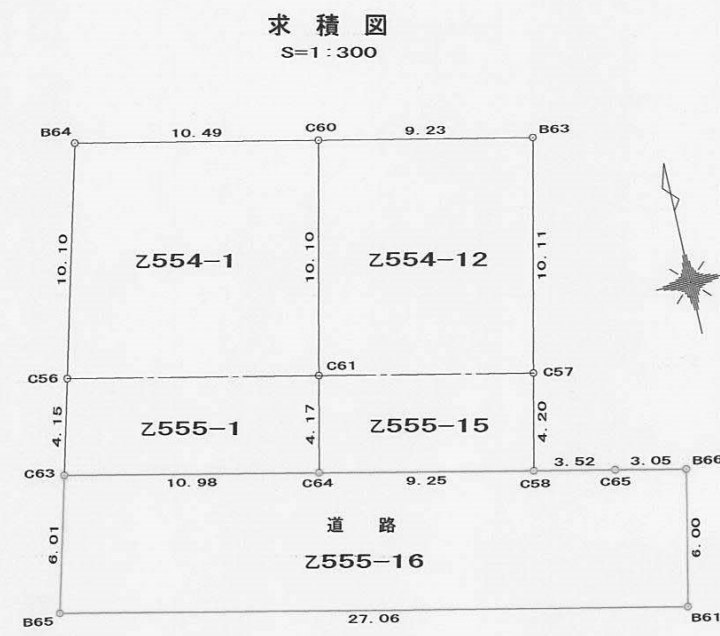 求積図
S=1:300
B64
10.49
C60
9.23
B63
10.10
乙554-1
10.10
乙554-12
10.11
C56
C61
C57
4.15
乙555-1
4.17
乙555-15
4.20
C63
10.98
C64
9.25
C58
3.52
C65
3.05
B66
道路
6.01
乙555-16
6.00
B65
27.06
B61